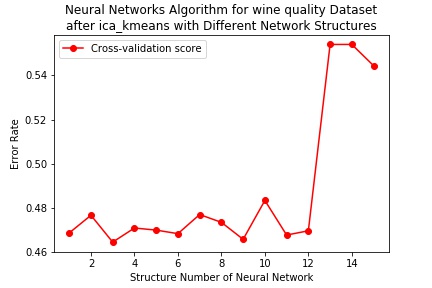 Neural Networks Algorithm for wine quality Dataset
after ica_kmeans with Different Network Structures
Cross-validation score
0.54
0.52
0.50
0.48
0.46
Error Rate
2 4 6 8 10 12 14
Structure Number of Neural Network